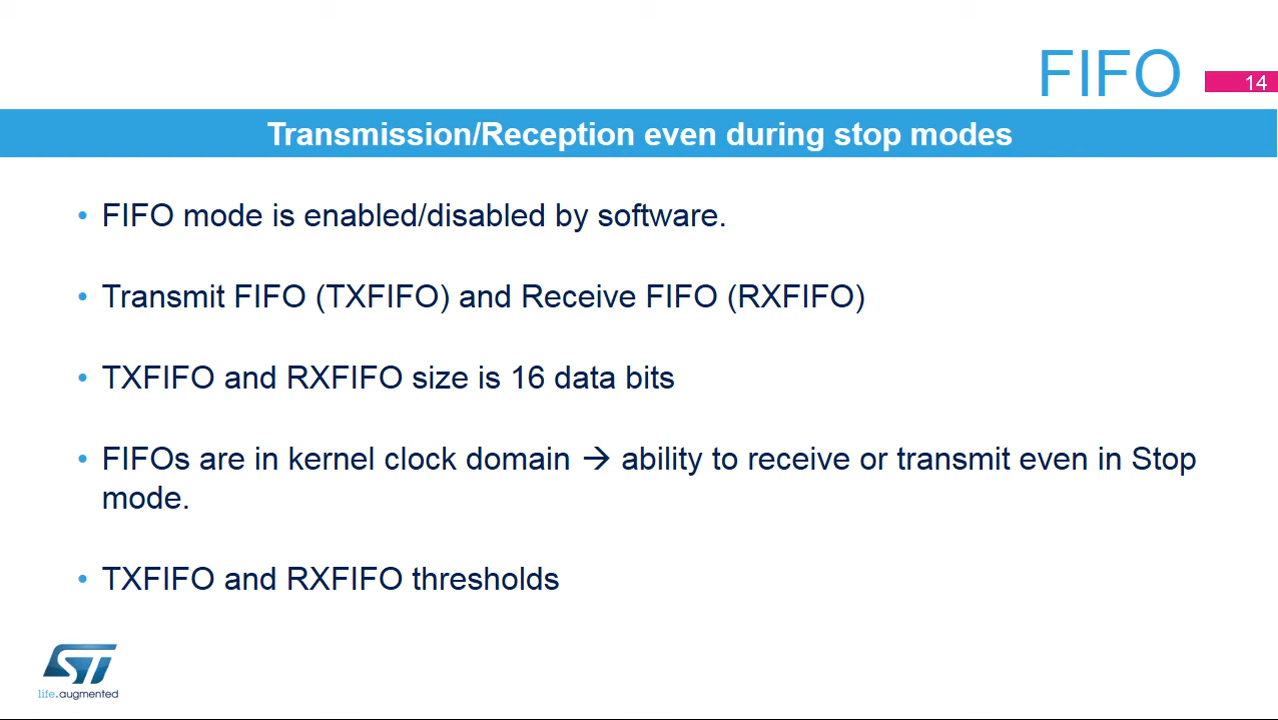 FIFO
14
Transmission/Reception even during stop modes
• FIFO mode is enabled/disabled by software.
• Transmit FIFO (TXFIFO) and Receive FIFO (RXFIFO)
• TXFIFO and RXFIFO size is 16 data bits
• FIFOs are in kernel clock domain → ability to receive or transmit even in Stop
mode.
• TXFIFO and RXFIFO thresholds
ST
life.augmented